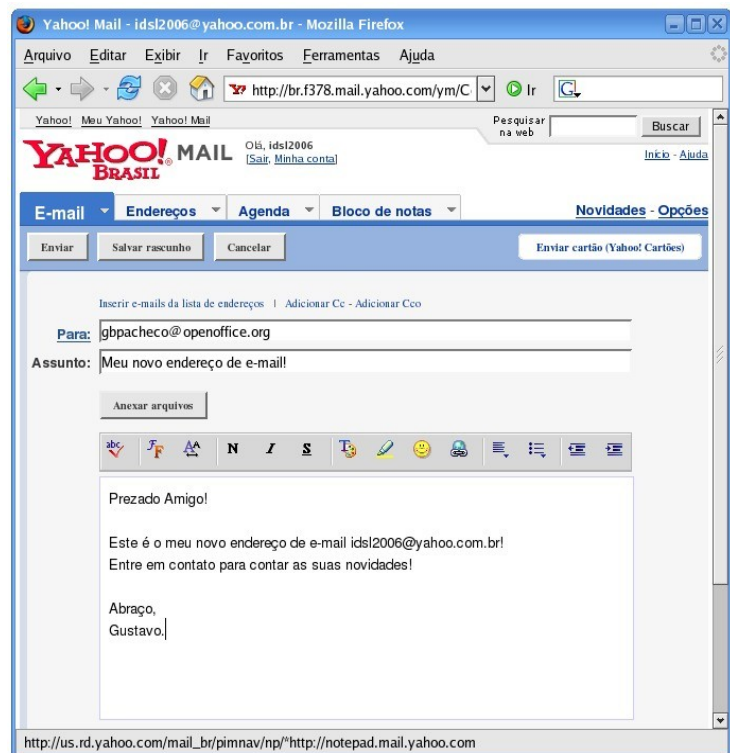 Yahoo! Mail - idsl2006@yahoo.com.br - Mozilla Firefox
Arquivo Editar Exibir Ir Favoritos Ferramentas Ajuda
http://br.f378.mail.yahoo.com/ym/C Ir G
Yahoo! Meu Yahoo! Yahoo! Mail Pesquisar na web Buscar
YAHOO! MAIL BRASIL
Olá, idsl2006
[Sair, Minha conta]
Início - Ajuda
E-mail Endereços Agenda Bloco de notas Novidades - Opções
Enviar Salvar rascunho Cancelar Enviar cartão (Yahoo! Cartões)
Inserir e-mails da lista de endereços | Adicionar Cc - Adicionar Cco
Para: gbpacheco@openoffice.org
Assunto: Meu novo endereço de e-mail!
Anexar arquivos
abc F F A A N I S T
Prezado Amigo!
Este é o meu novo endereço de e-mail idsl2006@yahoo.com.br!
Entre em contato para contar as suas novidades!
Abraço,
Gustavo.
http://us.rd.yahoo.com/mail_br/pimnav/np/*http://notepad.mail.yahoo.com